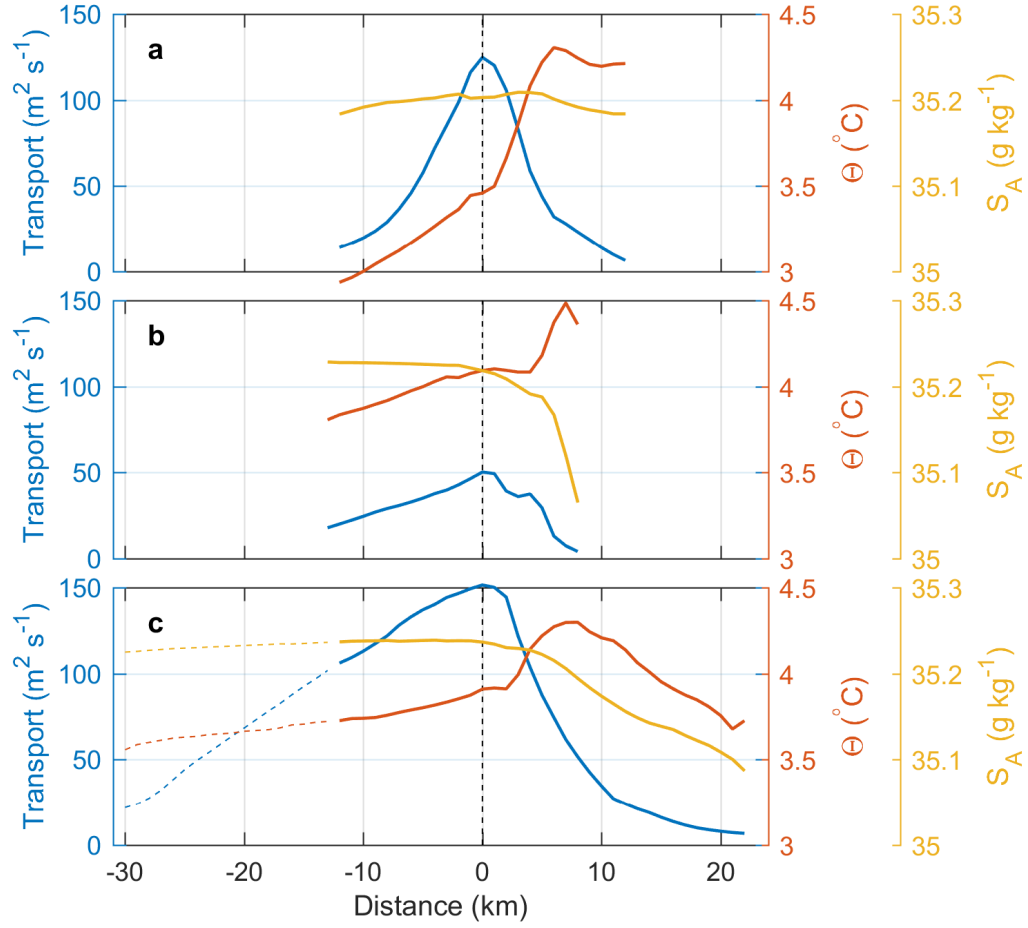 a
150
100
50
0
Transport (m² s⁻¹)
4.5
4
3.5
3
Θ (°C)
35.3
35.2
35.1
35
S_A (g kg⁻¹)
b
150
100
50
0
Transport (m² s⁻¹)
4.5
4
3.5
3
Θ (°C)
35.3
35.2
35.1
35
S_A (g kg⁻¹)
c
150
100
50
0
Transport (m² s⁻¹)
4.5
4
3.5
3
Θ (°C)
35.3
35.2
35.1
35
S_A (g kg⁻¹)
-30 -20 -10 0 10 20
Distance (km)